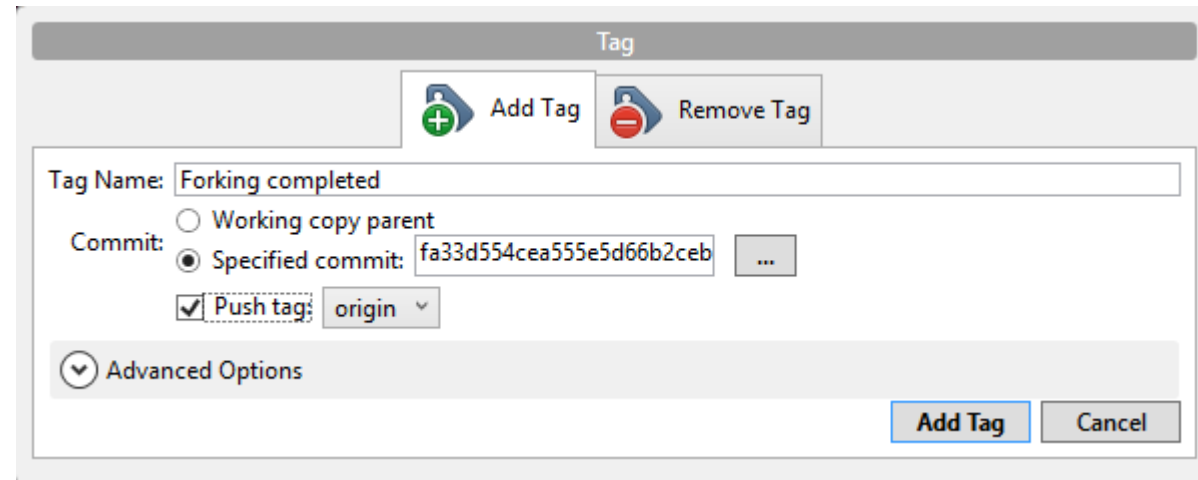 Tag
Add Tag Remove Tag
Tag Name: Forking completed
Working copy parent
Commit:
Specified commit: fa33d554cea555e5d66b2ceb ...
Push tag: origin
Advanced Options
Add Tag Cancel